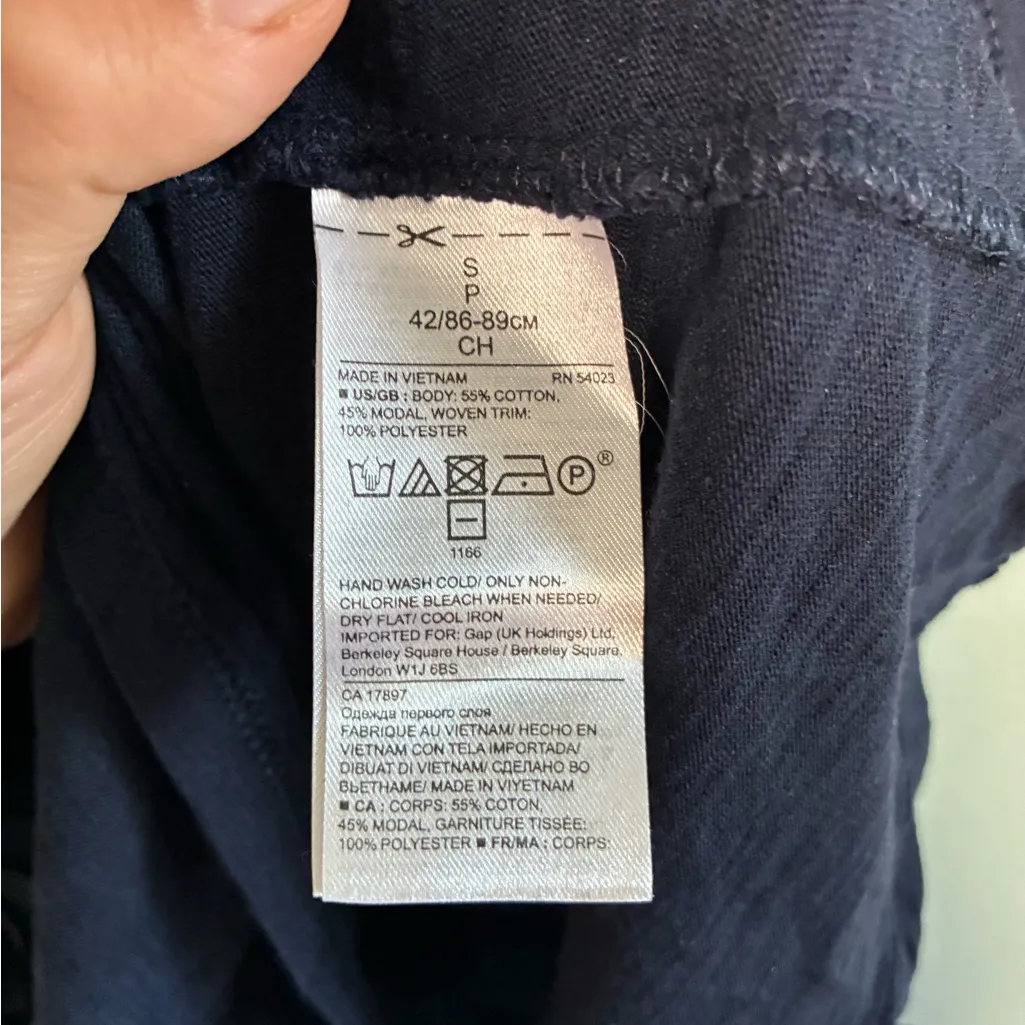 S
P
42/86-89CM
CH
MADE IN VIETNAM RN 54023
■ US/GB : BODY: 55% COTTON,
45% MODAL, WOVEN TRIM:
100% POLYESTER
P ®
1166
HAND WASH COLD/ ONLY NON-
CHLORINE BLEACH WHEN NEEDED/
DRY FLAT/ COOL IRON
IMPORTED FOR: Gap (UK Holdings) Ltd,
Berkeley Square House / Berkeley Square,
London W1J 6BS
CA 17897
Одежда первого слоя
FABRIQUE AU VIETNAM/ HECHO EN
VIETNAM CON TELA IMPORTADA/
DIBUAT DI VIETNAM/ СДЕЛАНО ВО
ВЬЕТНАМЕ/ MADE IN VIYETNAM
■ CA : CORPS: 55% COTON,
45% MODAL, GARNITURE TISSÉE:
100% POLYESTER ■ FR/MA : CORPS: